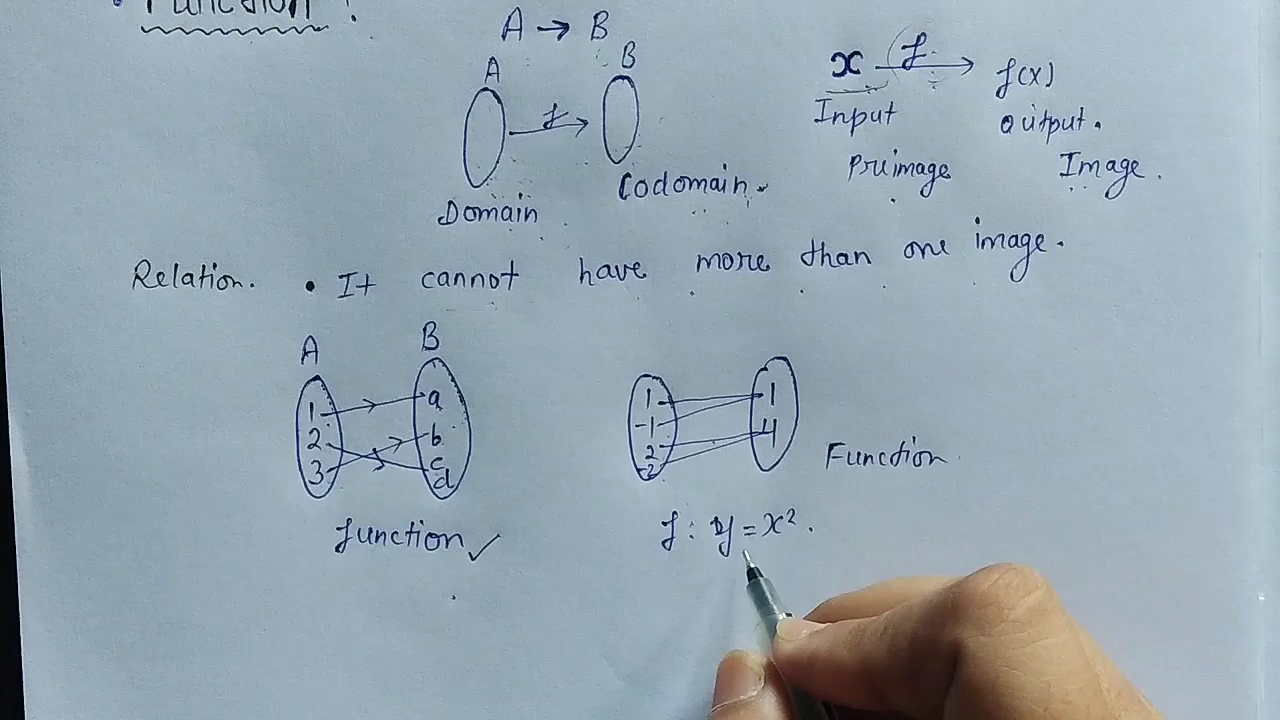 Function :
A → B
A B
f
Domain Codomain.
x f f(x)
Input output.
Preimage Image.
Relation. • It cannot have more than one image.
A B
1 a
2 b
3 c
d
function ✓
1 1
-1
2 4
-2
Function
f : y = x².